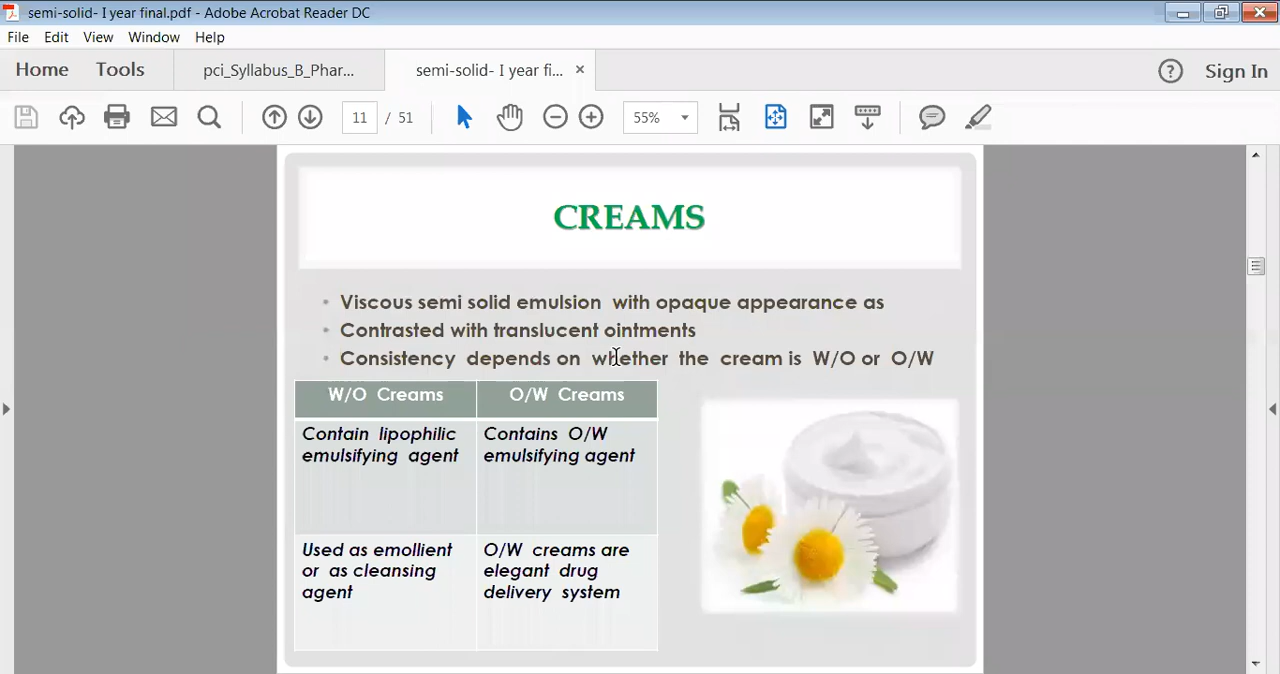 semi-solid- I year final.pdf - Adobe Acrobat Reader DC
File Edit View Window Help
Home Tools pci_Syllabus_B_Phar... semi-solid- I year fi... × ? Sign In
11 / 51 55%
CREAMS
• Viscous semi solid emulsion with opaque appearance as
• Contrasted with translucent ointments
• Consistency depends on whether the cream is W/O or O/W
W/O Creams O/W Creams
Contain lipophilic Contains O/W
emulsifying agent emulsifying agent
Used as emollient O/W creams are
or as cleansing elegant drug
agent delivery system